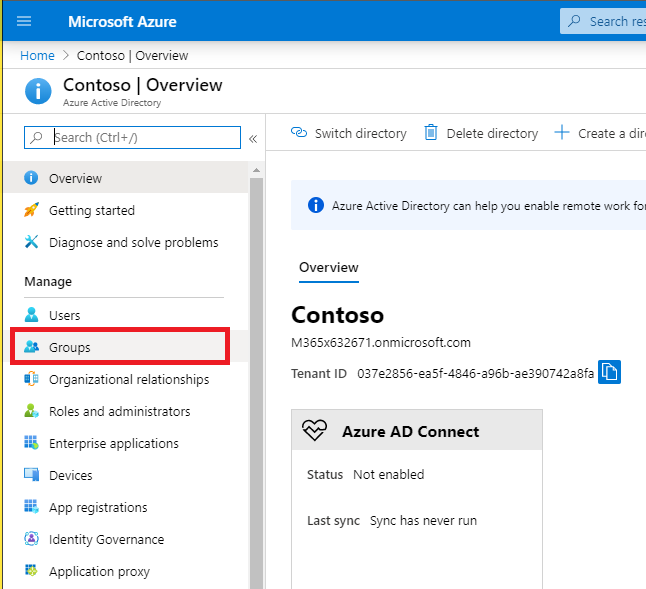 Microsoft Azure
Search res
Home > Contoso | Overview
Contoso | Overview
Azure Active Directory
Search (Ctrl+/)
«
Switch directory
Delete directory
Create a dire
Overview
Getting started
Diagnose and solve problems
Azure Active Directory can help you enable remote work for
Manage
Overview
Users
Groups
Organizational relationships
Roles and administrators
Enterprise applications
Devices
App registrations
Identity Governance
Application proxy
Contoso
M365x632671.onmicrosoft.com
Tenant ID 037e2856-ea5f-4846-a96b-ae390742a8fa
Azure AD Connect
Status Not enabled
Last sync Sync has never run